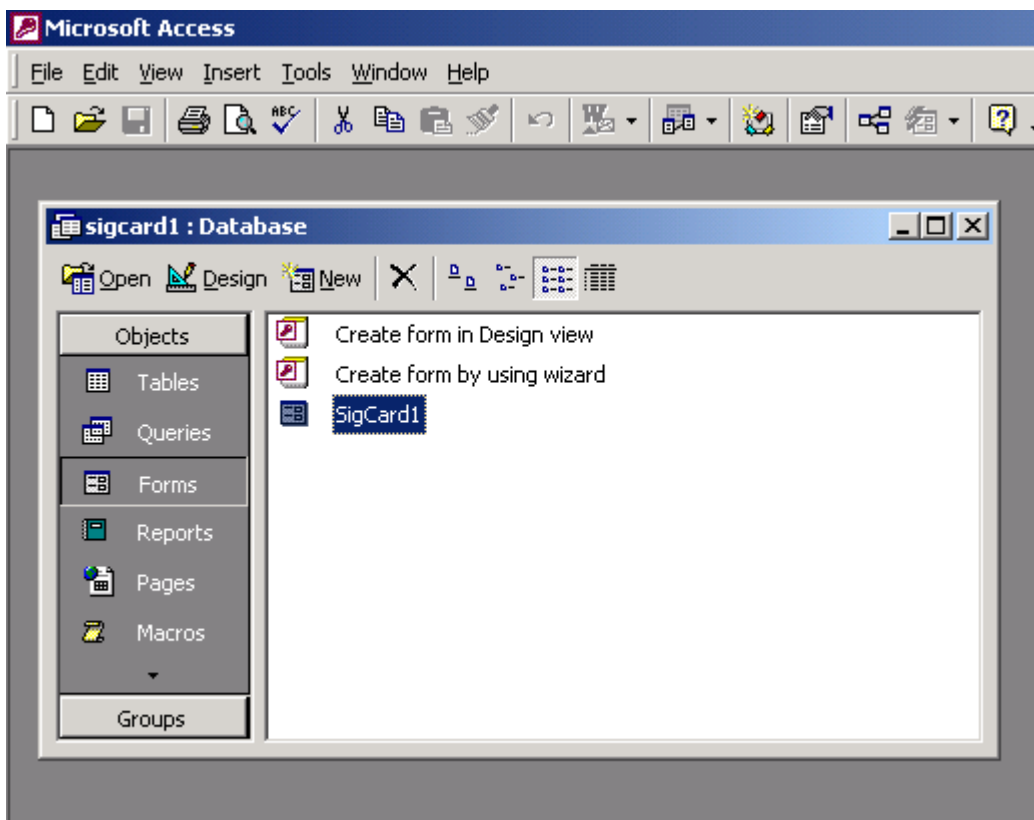 Microsoft Access
File Edit View Insert Tools Window Help
ABC
sigcard1 : Database
Open Design New
Objects
Tables
Queries
Forms
Reports
Pages
Macros
Groups
Create form in Design view
Create form by using wizard
SigCard1